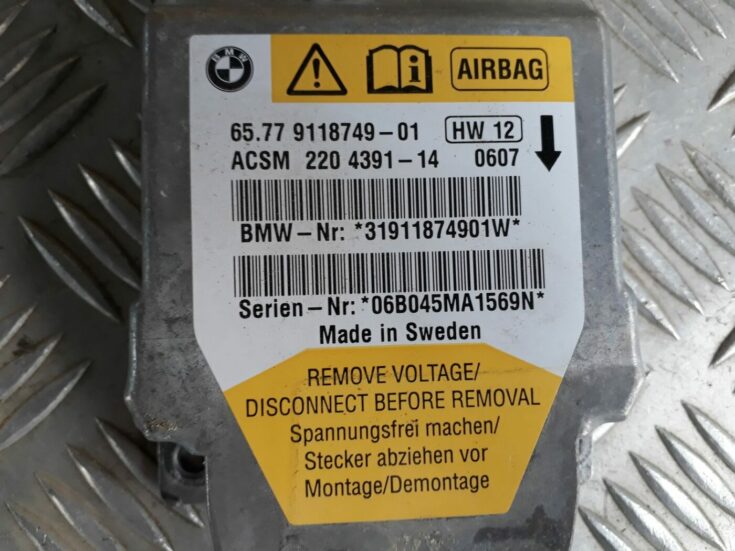 BMW
AIRBAG
65.77 9118749-01 HW 12
ACSM 220 4391-14 0607
BMW-Nr: *31911874901W*
Serien-Nr: *06B045MA1569N*
Made in Sweden
REMOVE VOLTAGE/
DISCONNECT BEFORE REMOVAL
Spannungsfrei machen/
Stecker abziehen vor
Montage/Demontage